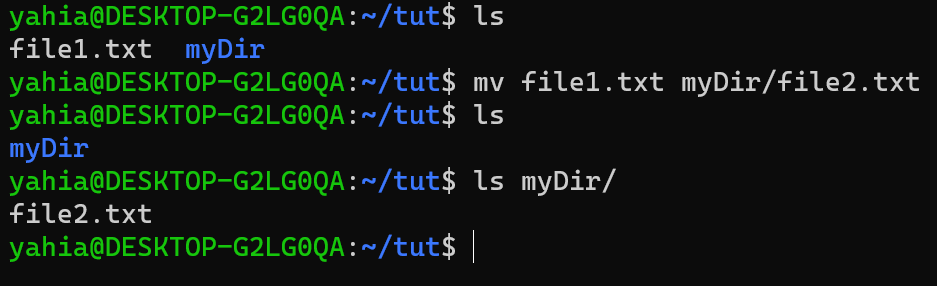 yahia@DESKTOP-G2LG0QA:~/tut$ ls
file1.txt  myDir
yahia@DESKTOP-G2LG0QA:~/tut$ mv file1.txt myDir/file2.txt
yahia@DESKTOP-G2LG0QA:~/tut$ ls
myDir
yahia@DESKTOP-G2LG0QA:~/tut$ ls myDir/
file2.txt
yahia@DESKTOP-G2LG0QA:~/tut$